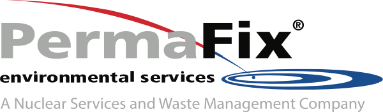 PermaFix®
environmental services
A Nuclear Services and Waste Management Company